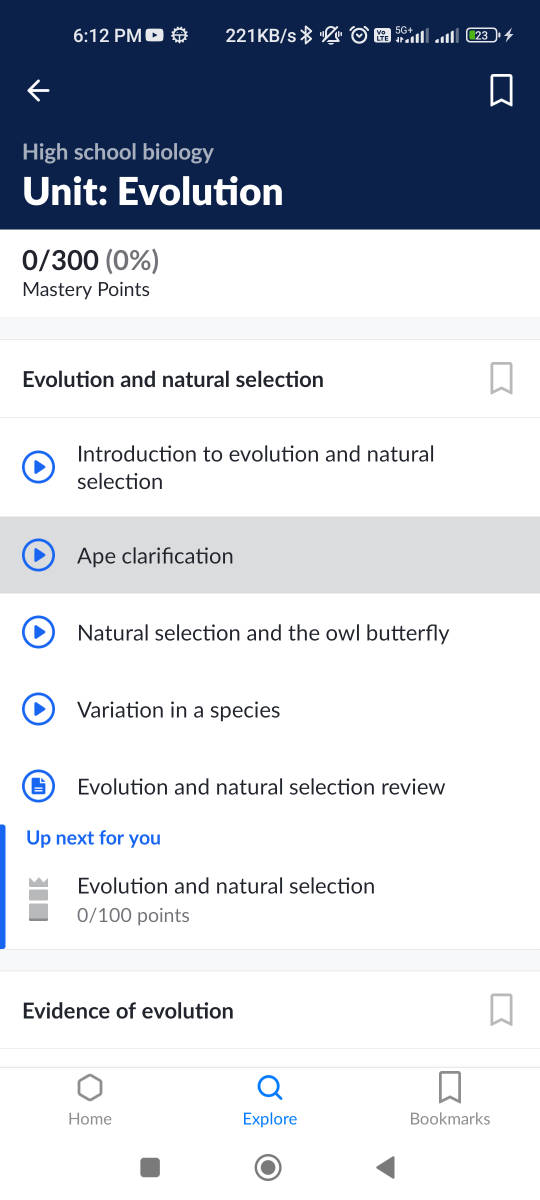 6:12 PM
221KB/s
Vo LTE
5G+
23
High school biology
Unit: Evolution
0/300 (0%)
Mastery Points
Evolution and natural selection
Introduction to evolution and natural
selection
Ape clarification
Natural selection and the owl butterfly
Variation in a species
Evolution and natural selection review
Up next for you
Evolution and natural selection
0/100 points
Evidence of evolution
Home
Explore
Bookmarks